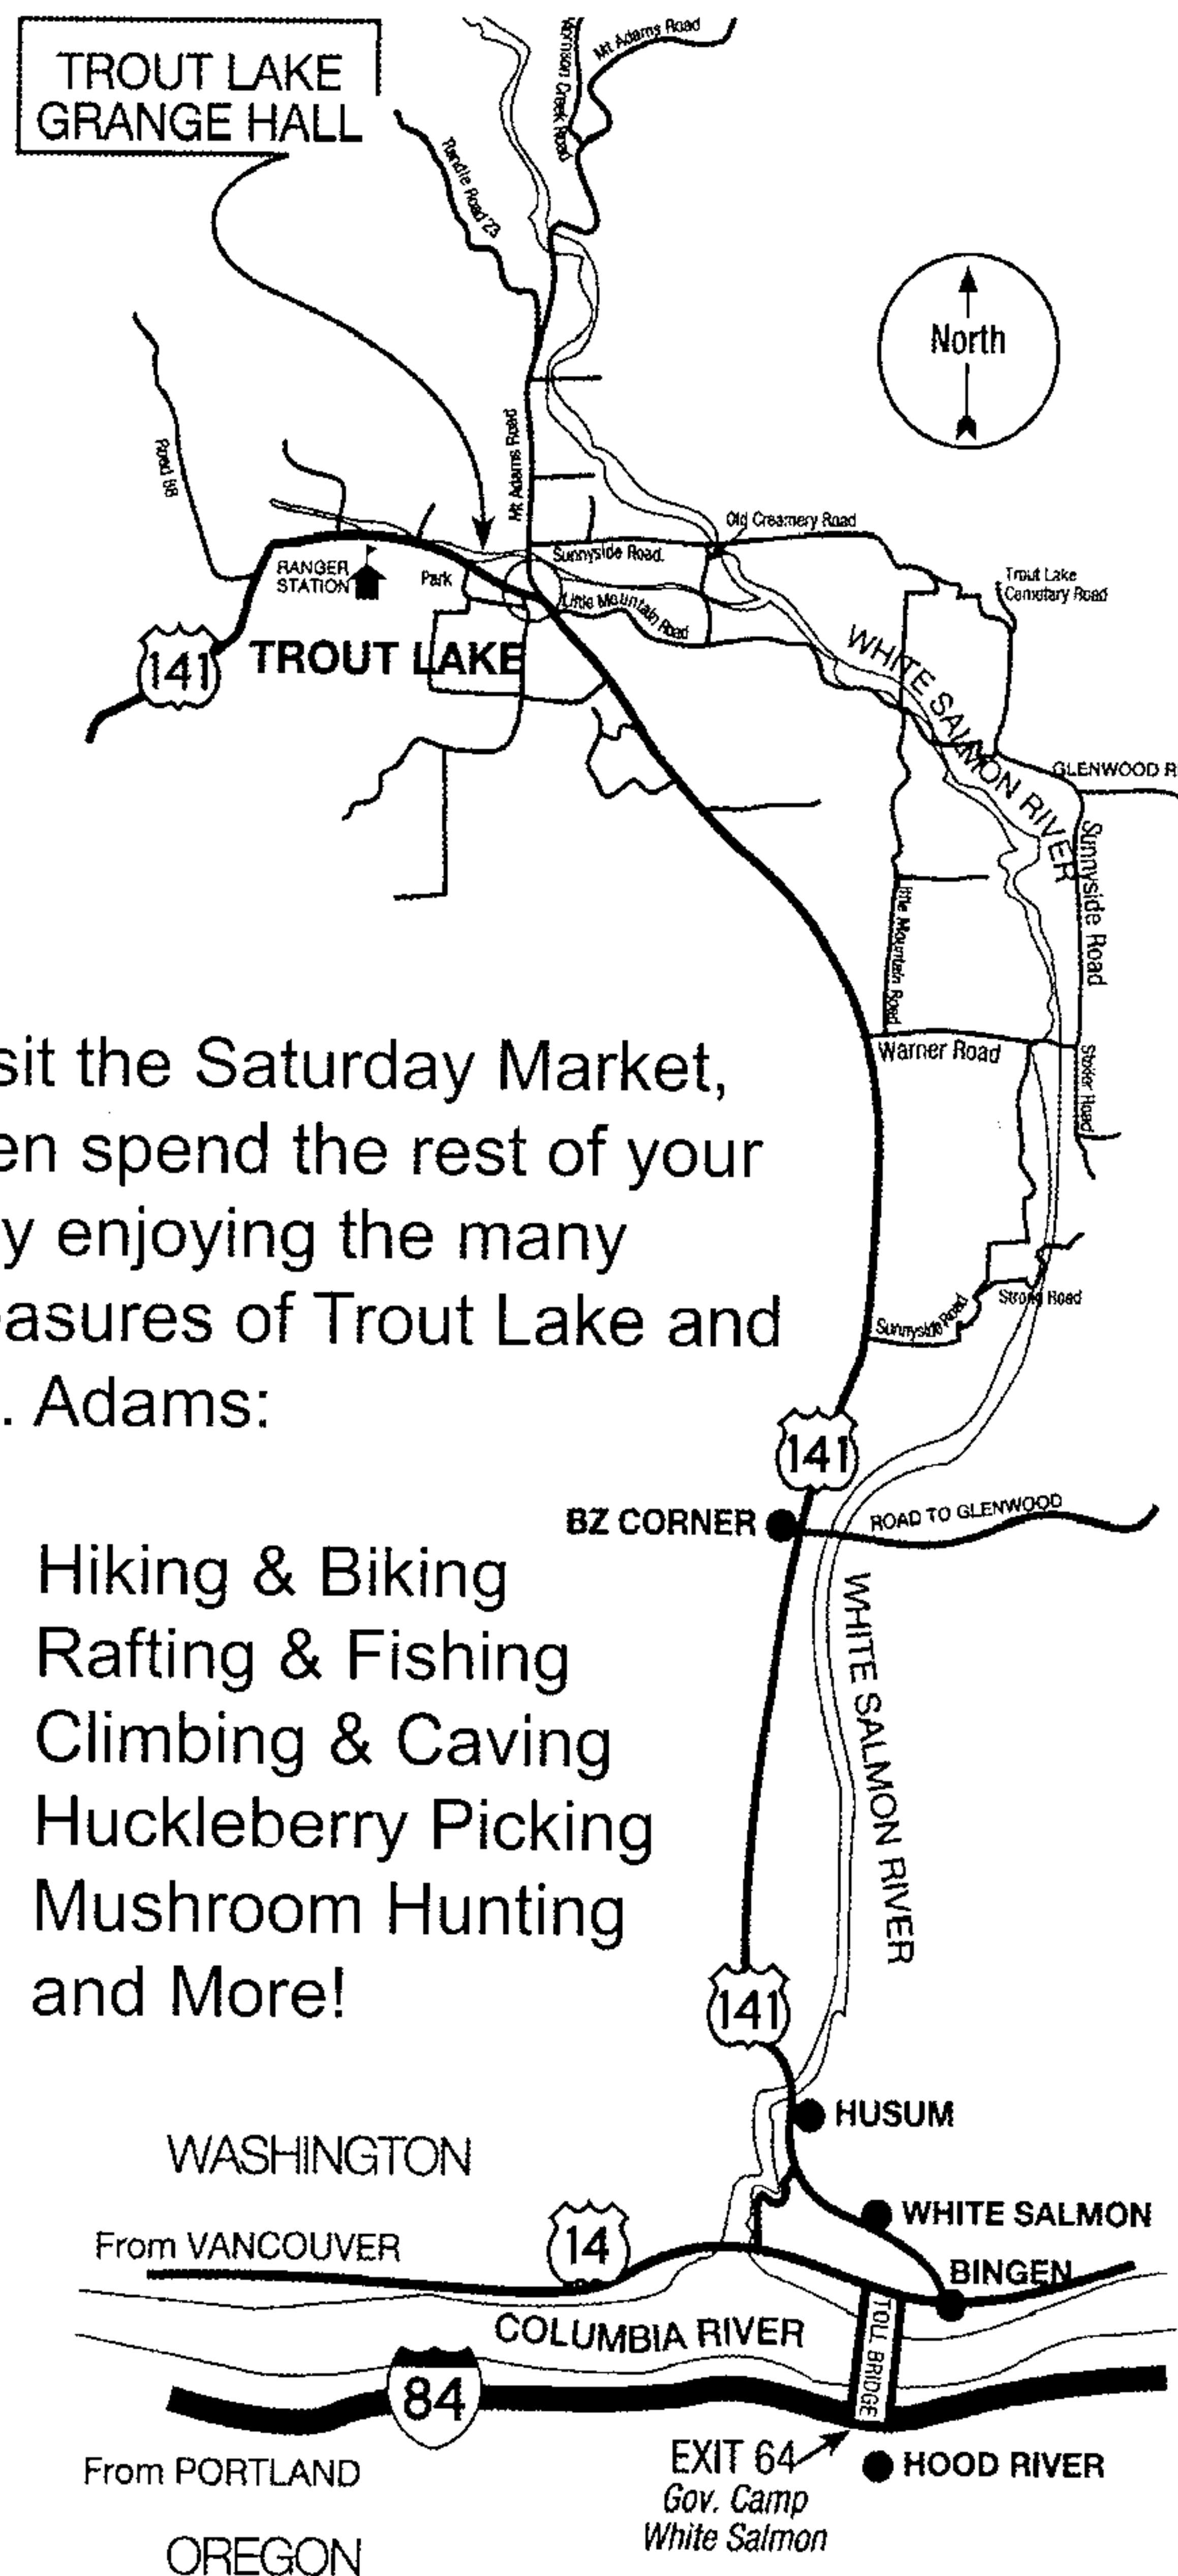 TROUT LAKE
GRANGE HALL
Mt Adams Road
Creek Road
Randle Road 23
North
Road 88
Mt Adams Road
Old Creamery Road
Sunnyside Road.
RANGER
STATION
Park
Little Mountain Road
Trout Lake
Cemetary Road
141
TROUT LAKE
WHITE SALMON RIVER
GLENWOOD R
Sunnyside Road
ttle Mountain Road
sit the Saturday Market,
Warner Road
en spend the rest of your
y enjoying the many
easures of Trout Lake and
Strong Road
Sunnyside Road
. Adams:
141
BZ CORNER
ROAD TO GLENWOOD
Hiking & Biking
Rafting & Fishing
Climbing & Caving
Huckleberry Picking
Mushroom Hunting
and More!
WHITE SALMON RIVER
141
HUSUM
WASHINGTON
WHITE SALMON
From VANCOUVER
14
BINGEN
COLUMBIA RIVER
TOLL BRIDGE
84
EXIT 64
HOOD RIVER
From PORTLAND
Gov. Camp
White Salmon
OREGON